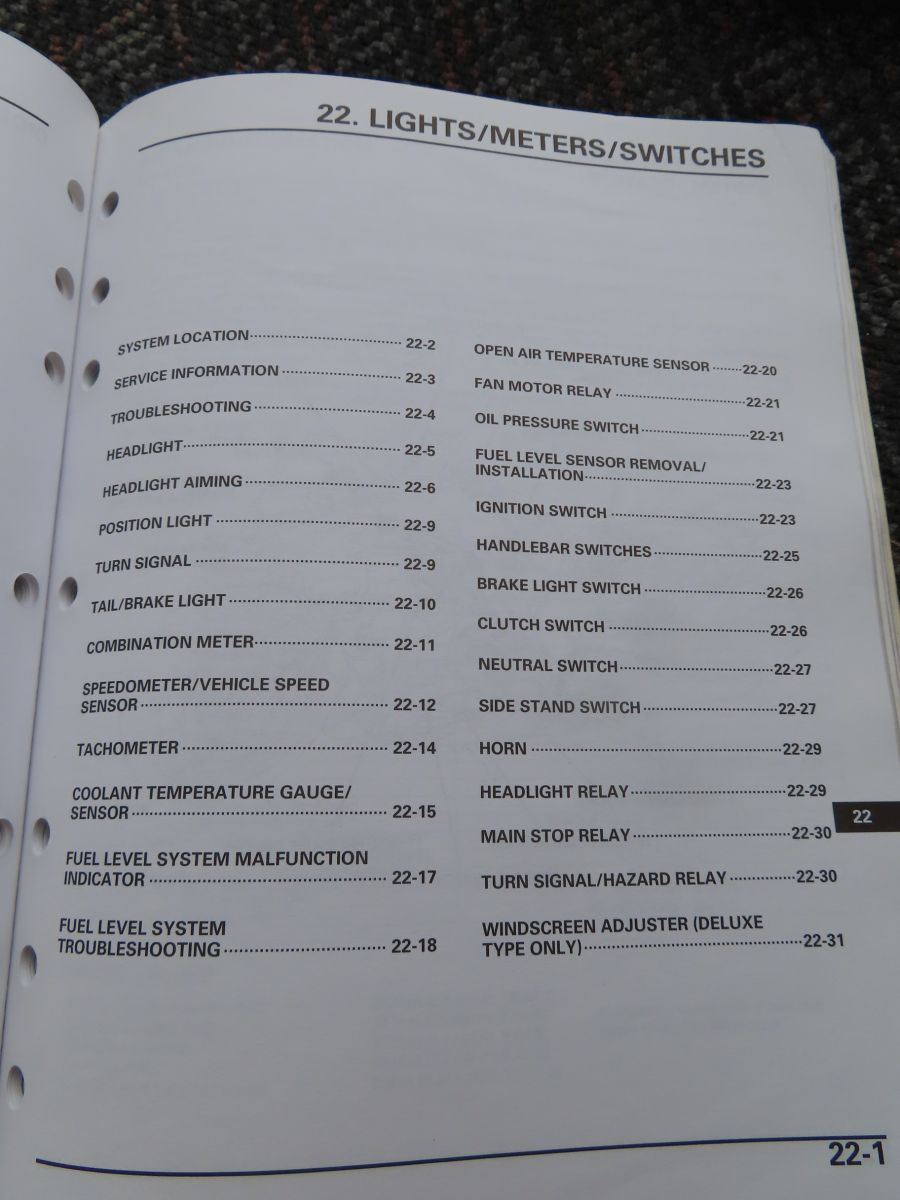 22. LIGHTS/METERS/SWITCHES
SYSTEM LOCATION 22-2
SERVICE INFORMATION 22-3
TROUBLESHOOTING 22-4
HEADLIGHT 22-5
HEADLIGHT AIMING 22-6
POSITION LIGHT 22-9
TURN SIGNAL 22-9
TAIL/BRAKE LIGHT 22-10
COMBINATION METER 22-11
SPEEDOMETER/VEHICLE SPEED
SENSOR 22-12
TACHOMETER 22-14
COOLANT TEMPERATURE GAUGE/
SENSOR 22-15
FUEL LEVEL SYSTEM MALFUNCTION
INDICATOR 22-17
FUEL LEVEL SYSTEM
TROUBLESHOOTING 22-18
OPEN AIR TEMPERATURE SENSOR 22-20
FAN MOTOR RELAY 22-21
OIL PRESSURE SWITCH 22-21
FUEL LEVEL SENSOR REMOVAL/
INSTALLATION 22-23
IGNITION SWITCH 22-23
HANDLEBAR SWITCHES 22-25
BRAKE LIGHT SWITCH 22-26
CLUTCH SWITCH 22-26
NEUTRAL SWITCH 22-27
SIDE STAND SWITCH 22-27
HORN 22-29
HEADLIGHT RELAY 22-29
MAIN STOP RELAY 22-30
TURN SIGNAL/HAZARD RELAY 22-30
WINDSCREEN ADJUSTER (DELUXE
TYPE ONLY) 22-31
22
22-1